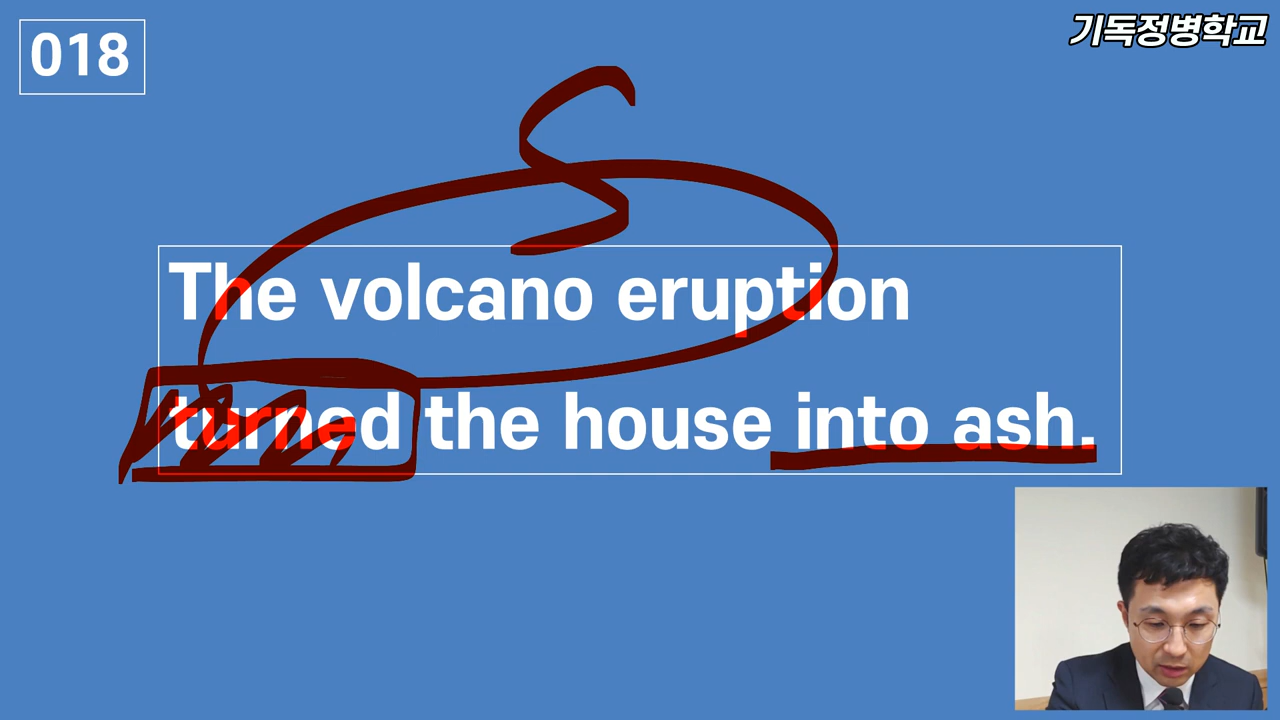 018
기독정병학교
S
The volcano eruption
turned the house into ash.